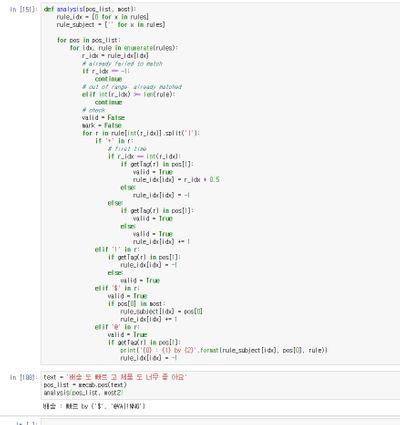 In [151]: def analysis(pos_list, most):
rule_idx = [0 for x in rules]
rule_subject = ['' for x in rules]
for pos in pos_list:
for idx, rule in enumerate(rules):
r_idx = rule_idx[idx]
# already failed to match
if r_idx == -1:
continue
# out of range already matched
elif int(r_idx) >= len(rule):
continue
# check
valid = False
mark = False
for r in rule[int(r_idx)].split('|'):
if '+' in r:
# first time
if r_idx == int(r_idx):
if getTag(r) in pos[1]:
valid = True
rule_idx[idx] = r_idx + 0.5
else:
rule_idx[idx] = -1
else:
if getTag(r) in pos[1]:
valid = True
else:
valid = True
rule_idx[idx] += 1
elif '!' in r:
if getTag(r) in pos[1]:
rule_idx[idx] = -1
else:
valid = True
elif '$' in r:
valid = True
if pos[0] in most:
rule_subject[idx] = pos[0]
rule_idx[idx] += 1
elif '@' in r:
valid = True
if getTag(r) in pos[1]:
print('{0} : {1} by {2}'.format(rule_subject[idx], pos[0], rule))
rule_idx[idx] = -1
In [188]: text = '배송 도 빠르 고 제품 도 너무 좋 아요'
pos_list = mecab.pos(text)
analysis(pos_list, most2)
배송 : 빠르 by ('$', '@VA|!NNG')